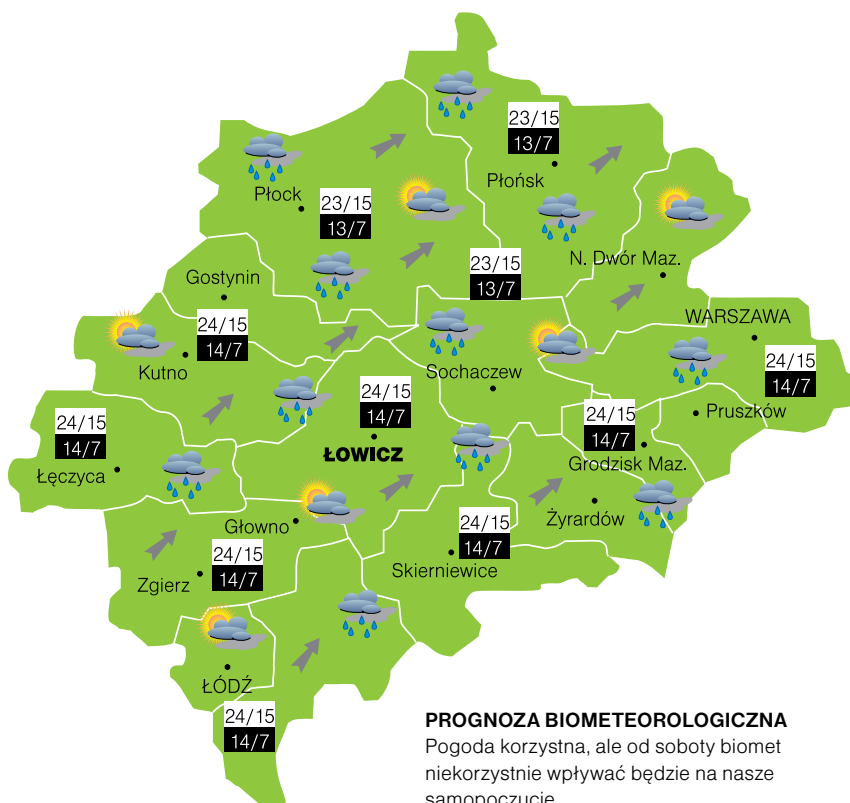 23/15
13/7
Płońsk
Płock
23/15
13/7
N. Dwór Maz.
23/15
13/7
Gostynin
WARSZAWA
24/15
14/7
Kutno
Sochaczew
24/15
14/7
24/15
14/7
ŁOWICZ
24/15
14/7
Pruszków
24/15
14/7
Grodzisk Maz.
Łęczyca
Głowno
Żyrardów
24/15
14/7
Skierniewice
24/15
14/7
Zgierz
ŁÓDŹ
24/15
14/7
PROGNOZA BIOMETEOROLOGICZNA
Pogoda korzystna, ale od soboty biomet
niekorzystnie wpływać będzie na nasze
samopoczucie